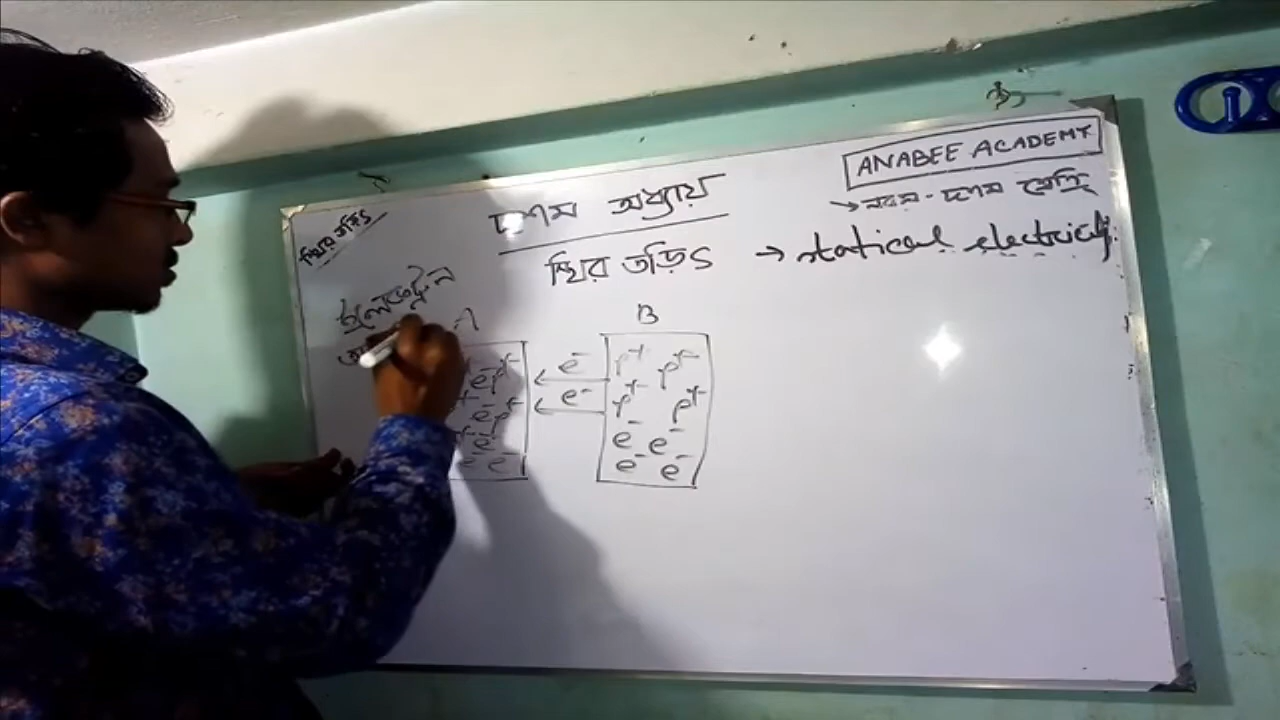 ANABEE ACADEMY
→ নবম-দশম শ্রেণি
দশম অধ্যায়
স্থির তড়িৎ
স্থির তড়িৎ → statical electricity
ইলেকট্রন
A
B
e⁻ p⁺
e⁻ p⁺
e⁻
e⁻ e⁻
e⁻
e⁻
p⁺ p⁺
p⁺ p⁺
e⁻ e⁻
e⁻ e⁻